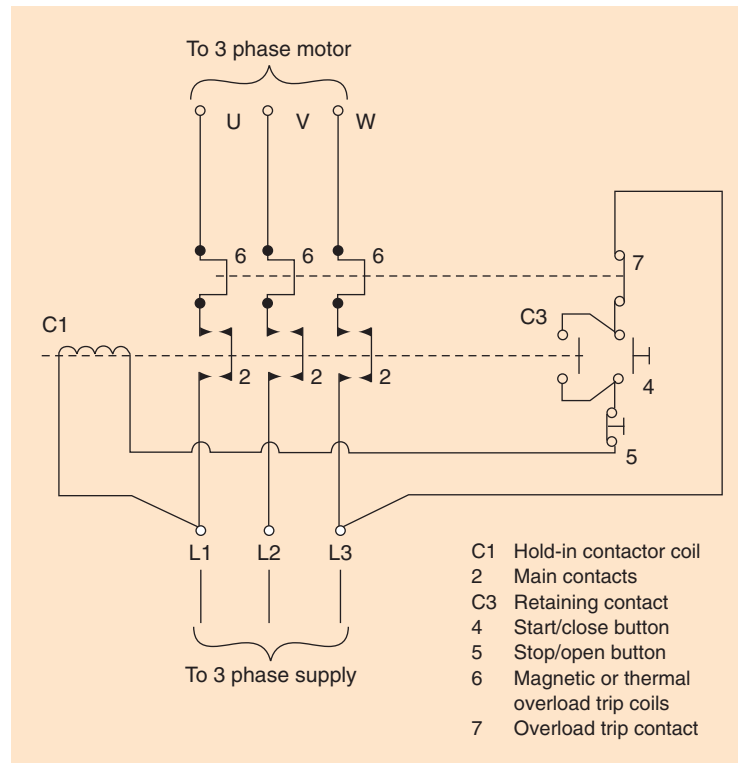 To 3 phase motor
U V W
6 6 6 7
C1 C3
2 2 2 4
5
L1 L2 L3
To 3 phase supply
C1 Hold-in contactor coil
2 Main contacts
C3 Retaining contact
4 Start/close button
5 Stop/open button
6 Magnetic or thermal
overload trip coils
7 Overload trip contact